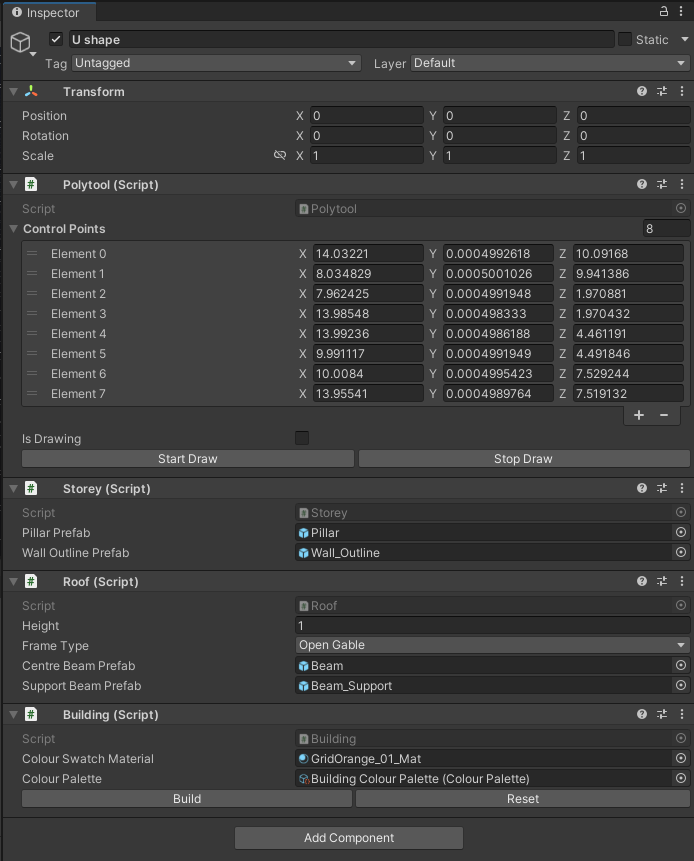 Inspector
U shape Static
Tag Untagged Layer Default
Transform
Position X 0 Y 0 Z 0
Rotation X 0 Y 0 Z 0
Scale X 1 Y 1 Z 1
Polytool (Script)
Script Polytool
Control Points 8
Element 0 X 14.03221 Y 0.0004992618 Z 10.09168
Element 1 X 8.034829 Y 0.0005001026 Z 9.941386
Element 2 X 7.962425 Y 0.0004991948 Z 1.970881
Element 3 X 13.98548 Y 0.000498333 Z 1.970432
Element 4 X 13.99236 Y 0.0004986188 Z 4.461191
Element 5 X 9.991117 Y 0.0004991949 Z 4.491846
Element 6 X 10.0084 Y 0.0004995423 Z 7.529244
Element 7 X 13.95541 Y 0.0004989764 Z 7.519132
+ −
Is Drawing
Start Draw Stop Draw
# Storey (Script)
Script Storey
Pillar Prefab Pillar
Wall Outline Prefab Wall_Outline
# Roof (Script)
Script Roof
Height 1
Frame Type Open Gable
Centre Beam Prefab Beam
Support Beam Prefab Beam_Support
# Building (Script)
Script Building
Colour Swatch Material GridOrange_01_Mat
Colour Palette Building Colour Palette (Colour Palette)
Build Reset
Add Component